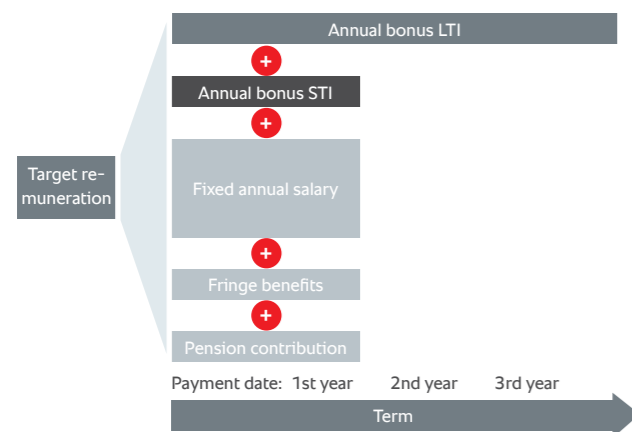 Annual bonus LTI
+
Annual bonus STI
+
Fixed annual salary
Target re-
muneration
+
Fringe benefits
+
Pension contribution
Payment date: 1st year 2nd year 3rd year
Term